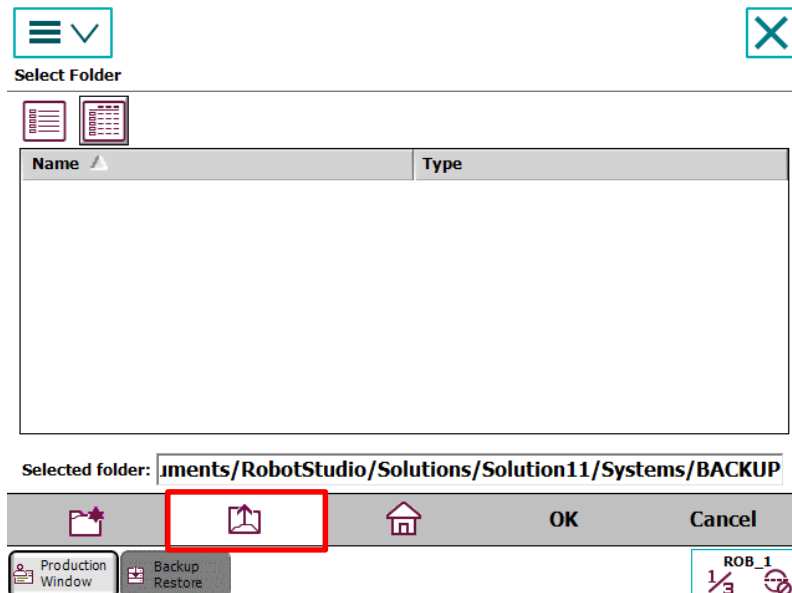 Select Folder
Name
Type
Selected folder: uments/RobotStudio/Solutions/Solution11/Systems/BACKUP
OK
Cancel
Production
Window
Backup
Restore
ROB_1
1/3